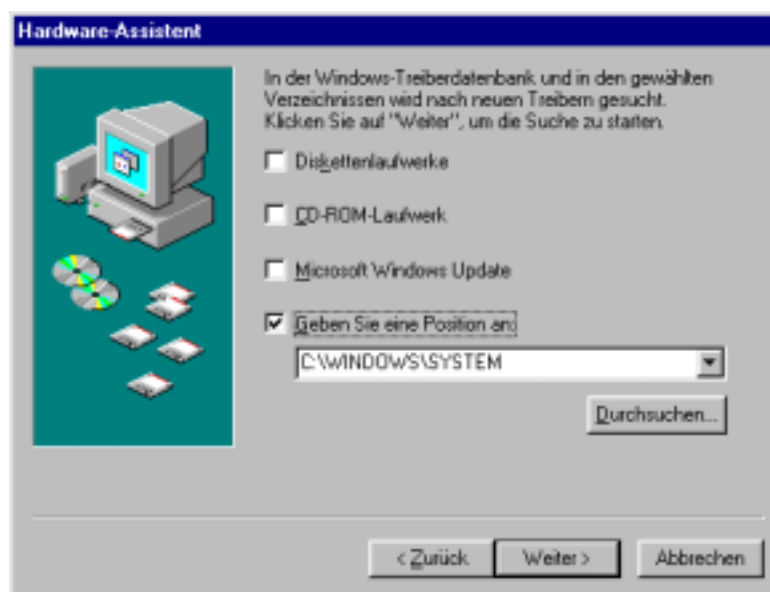 Hardware-Assistent
In der Windows-Treiberdatenbank und in den gewählten
Verzeichnissen wird nach neuen Treibern gesucht.
Klicken Sie auf "Weiter", um die Suche zu starten.
Diskettenlaufwerke
CD-ROM-Laufwerk
Microsoft Windows Update
Geben Sie eine Position an:
C:\WINDOWS\SYSTEM
Durchsuchen...
< Zurück Weiter > Abbrechen